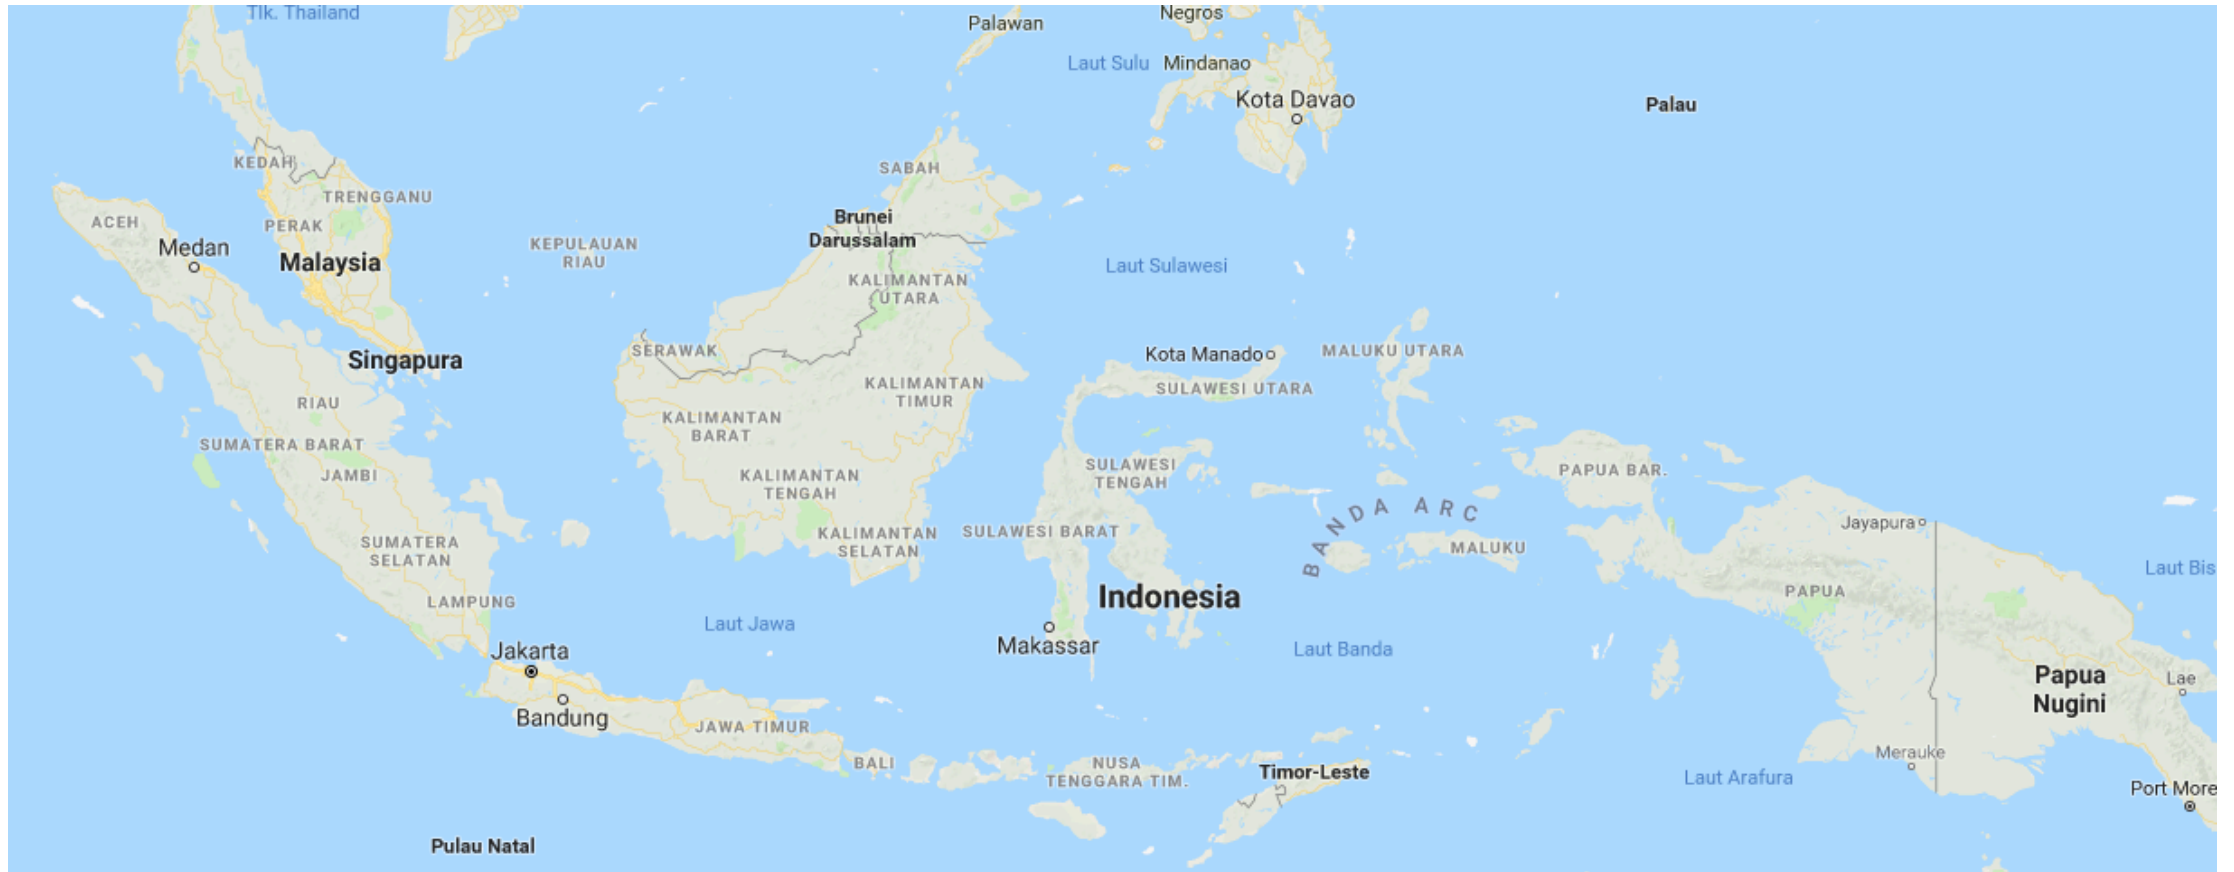 Tlk. Thailand
Palawan
Negros
Laut Sulu
Mindanao
Kota Davao
Palau
KEDAH
TRENGGANU
SABAH
ACEH
PERAK
Medan
Malaysia
KEPULAUAN
RIAU
Brunei
Darussalam
Laut Sulawesi
KALIMANTAN
UTARA
Singapura
SERAWAK
Kota Manado
MALUKU UTARA
SULAWESI UTARA
KALIMANTAN
TIMUR
RIAU
KALIMANTAN
BARAT
SUMATERA BARAT
JAMBI
KALIMANTAN
TENGAH
SULAWESI
TENGAH
PAPUA BAR.
BANDA ARC
Jayapura
SUMATERA
SELATAN
KALIMANTAN
SELATAN
SULAWESI BARAT
MALUKU
Laut Bis
LAMPUNG
Laut Jawa
Indonesia
PAPUA
Jakarta
Makassar
Laut Banda
Papua
Nugini
Lae
Bandung
JAWA TIMUR
BALI
NUSA
TENGGARA TIM.
Timor-Leste
Laut Arafura
Merauke
Port More
Pulau Natal